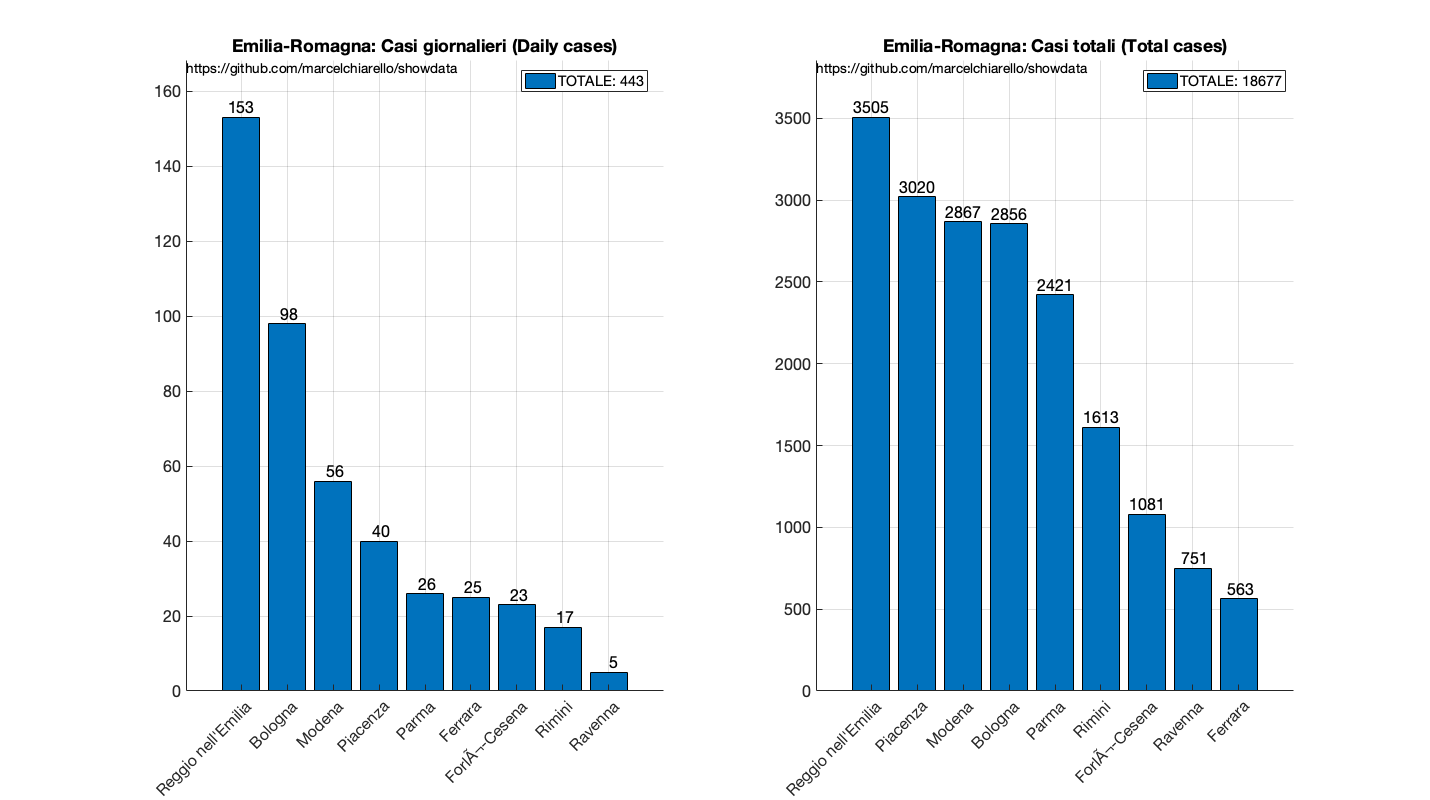 Emilia-Romagna: Casi giornalieri (Daily cases)
https://github.com/marcelchiarello/showdata
TOTALE: 443
160
140
120
100
80
60
40
20
0
153
98
56
40
26
25
23
17
5
Reggio nell'Emilia
Bologna
Modena
Piacenza
Parma
Ferrara
ForlÃ¬-Cesena
Rimini
Ravenna
Emilia-Romagna: Casi totali (Total cases)
https://github.com/marcelchiarello/showdata
TOTALE: 18677
3500
3000
2500
2000
1500
1000
500
0
3505
3020
2867
2856
2421
1613
1081
751
563
Reggio nell'Emilia
Piacenza
Modena
Bologna
Parma
Rimini
ForlÃ¬-Cesena
Ravenna
Ferrara